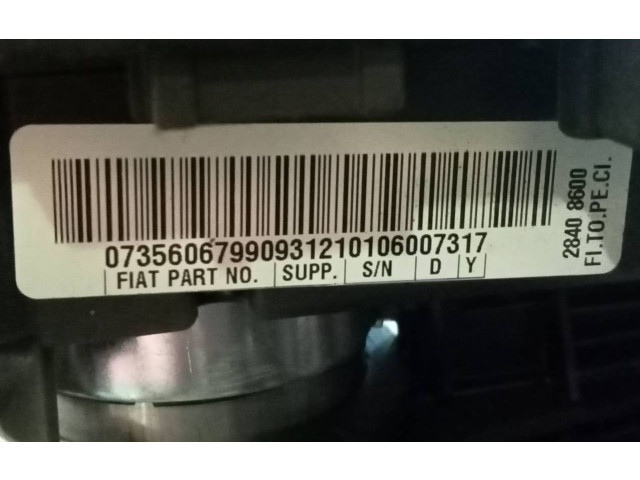 07356067990931210106007317
FIAT PART NO. SUPP. S/N D Y
2840 8600
FI.TO.PE.CI.